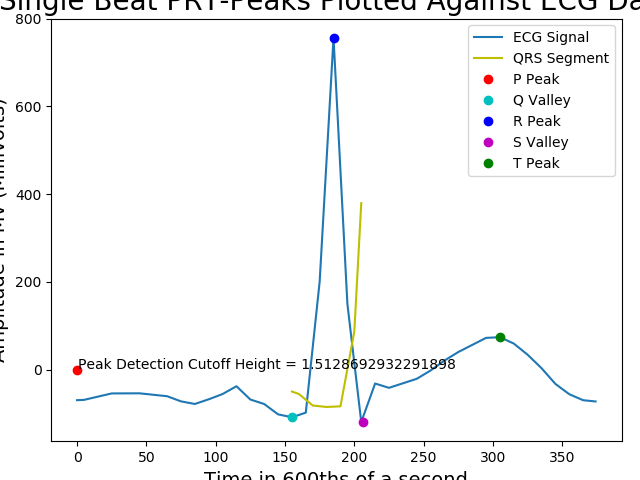 Single Beat PRT-Peaks Plotted Against ECG Da
800
600
400
200
0
Amplitude in MV (Millivolts)
ECG Signal
QRS Segment
P Peak
Q Valley
R Peak
S Valley
T Peak
Peak Detection Cutoff Height = 1.5128692932291898
0 50 100 150 200 250 300 350
Time in 600ths of a second